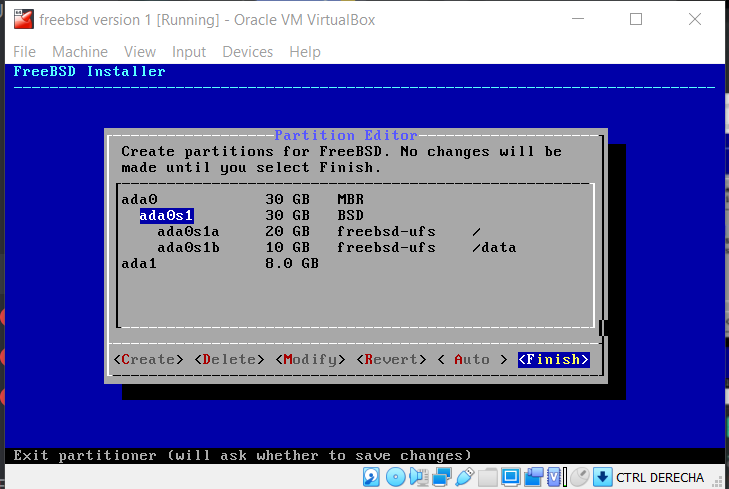 freebsd version 1 [Running] - Oracle VM VirtualBox
File Machine View Input Devices Help
FreeBSD Installer
Partition Editor
Create partitions for FreeBSD. No changes will be
made until you select Finish.
ada0 30 GB MBR
ada0s1 30 GB BSD
ada0s1a 20 GB freebsd-ufs /
ada0s1b 10 GB freebsd-ufs /data
ada1 8.0 GB
<Create> <Delete> <Modify> <Revert> < Auto > <Finish>
Exit partitioner (will ask whether to save changes)
CTRL DERECHA